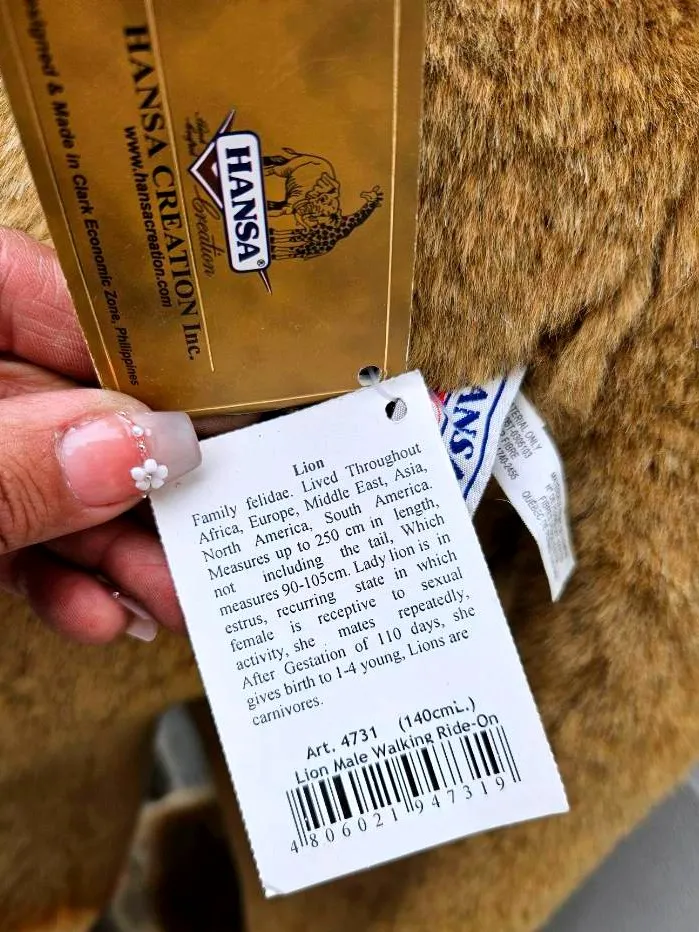 HANSA CREATION Inc.
www.hansacreation.com
Designed & Made in Clark Economic Zone, Philippines
HANSA®
Creation
Lion
Family felidae. Lived Throughout
Africa, Europe, Middle East, Asia,
North America, South America.
Measures up to 250 cm in length,
not including the tail, Which
measures 90-105cm. Lady lion is in
estrus, recurring state in which
female is receptive to sexual
activity, she mates repeatedly,
After Gestation of 110 days, she
gives birth to 1-4 young, Lions are
carnivores.
Art. 4731 (140cmL.)
Lion Male Walking Ride-On
4 806021 947319